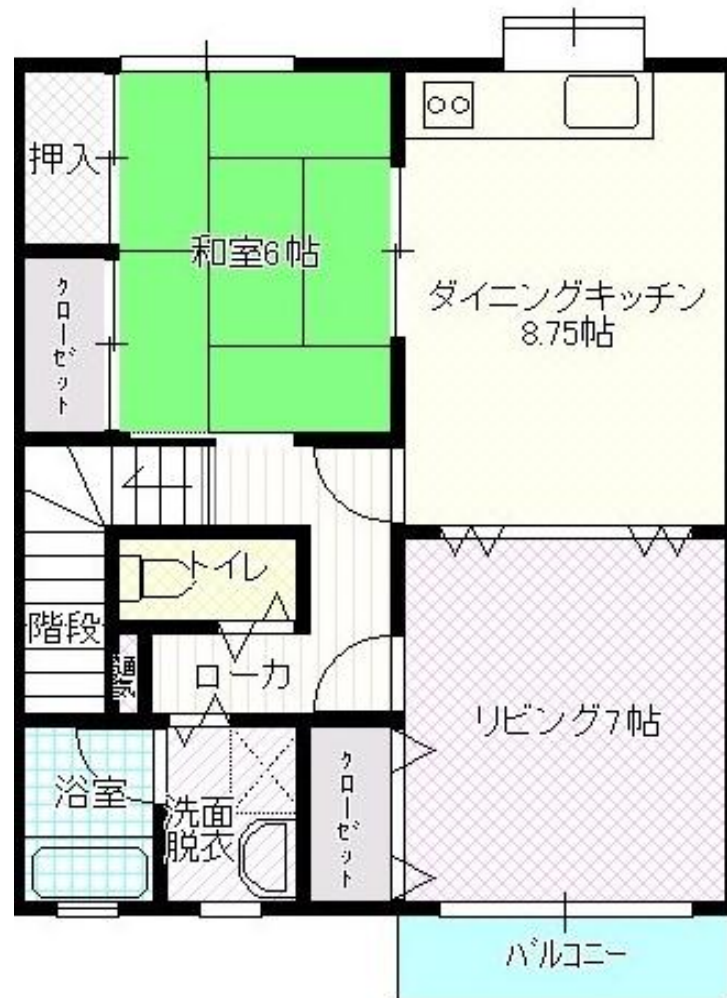 押入
和室6帖
クローゼット
ダイニングキッチン
8.75帖
トイレ
階段
ローカ
リビング7帖
浴室
洗面
脱衣
クローゼット
バルコニー